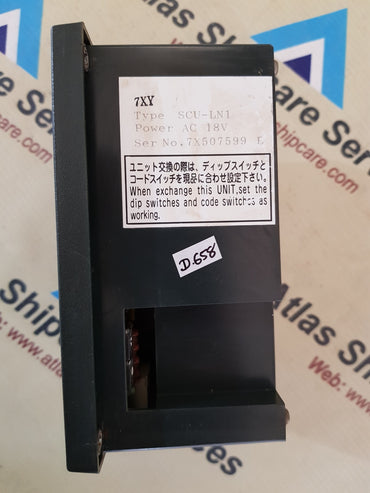 7XY
Type SCU-LN1
Power AC 18V
Ser No.7X507599 E
ユニット交換の際は、ディップスイッチと
コードスイッチを現品に合わせ設定下さい。
When exchange this UNIT,set the
dip switches and code switches as
working.
D.658